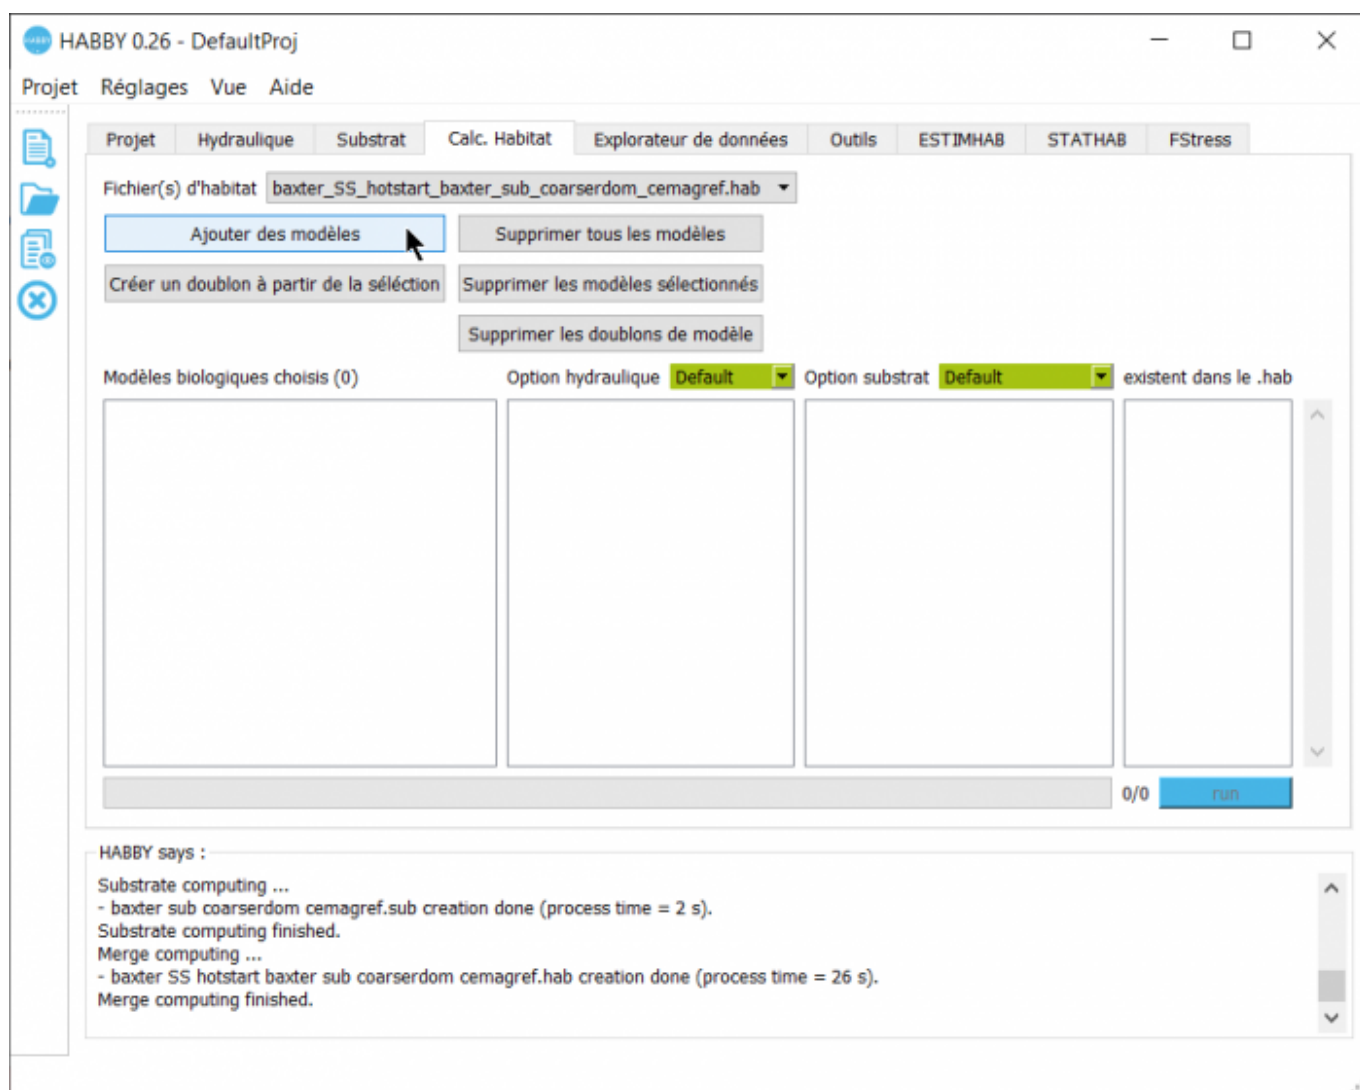 HABBY HABBY 0.26 - DefaultProj
Projet Réglages Vue Aide
Projet Hydraulique Substrat Calc. Habitat Explorateur de données Outils ESTIMHAB STATHAB FStress
Fichier(s) d'habitat baxter_SS_hotstart_baxter_sub_coarserdom_cemagref.hab
Ajouter des modèles Supprimer tous les modèles
Créer un doublon à partir de la séléction Supprimer les modèles sélectionnés
Supprimer les doublons de modèle
Modèles biologiques choisis (0) Option hydraulique Default Option substrat Default existent dans le .hab
0/0 run
HABBY says :
Substrate computing ...
- baxter sub coarserdom cemagref.sub creation done (process time = 2 s).
Substrate computing finished.
Merge computing ...
- baxter SS hotstart baxter sub coarserdom cemagref.hab creation done (process time = 26 s).
Merge computing finished.